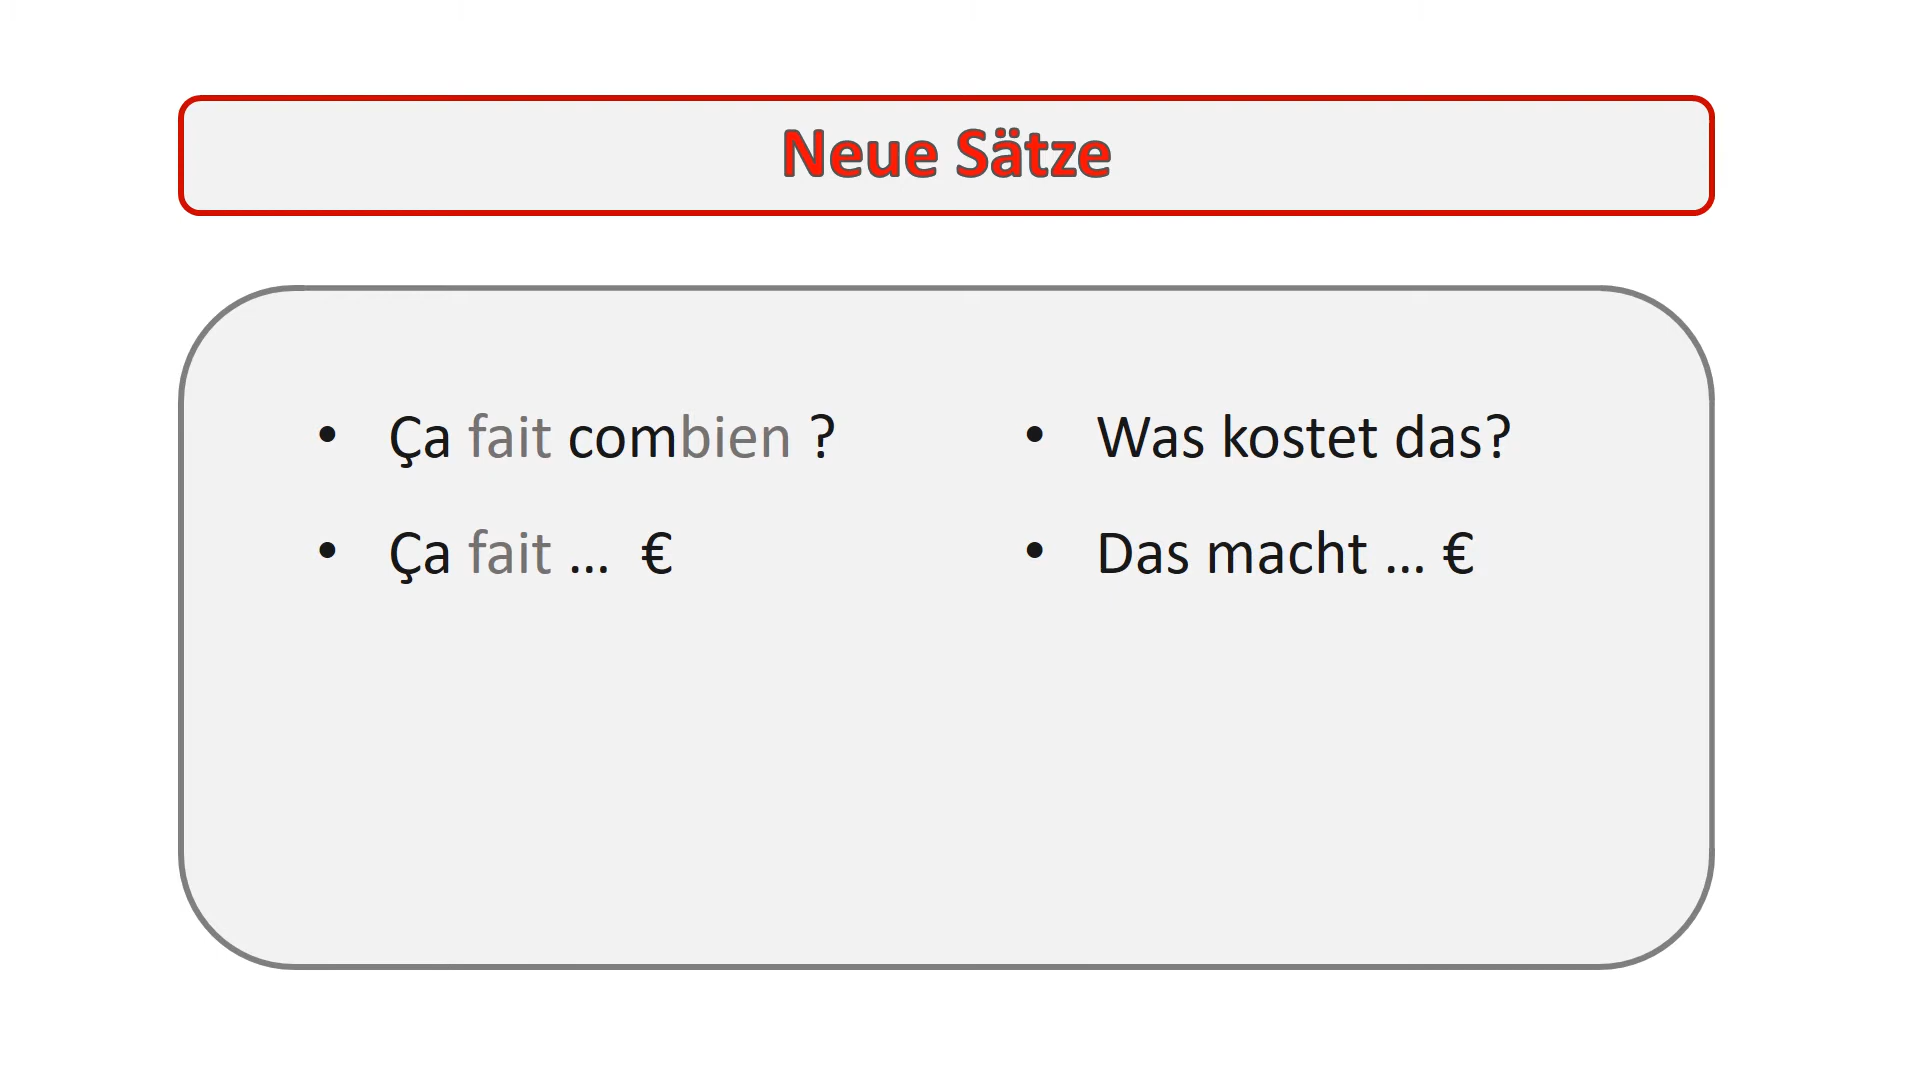 Neue Sätze
• Ça fait combien ?
• Was kostet das?
• Ça fait ... €
• Das macht ... €